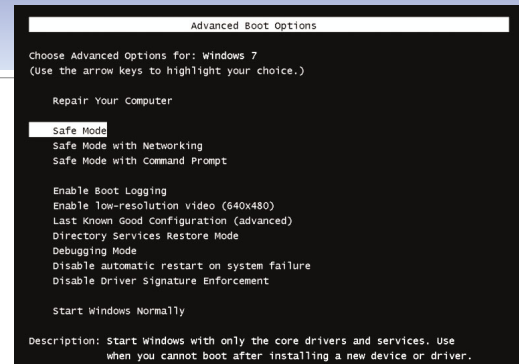 Advanced Boot Options
Choose Advanced Options for: Windows 7
(Use the arrow keys to highlight your choice.)
Repair Your Computer
Safe Mode
Safe Mode with Networking
Safe Mode with Command Prompt
Enable Boot Logging
Enable low-resolution video (640x480)
Last Known Good Configuration (advanced)
Directory Services Restore Mode
Debugging Mode
Disable automatic restart on system failure
Disable Driver Signature Enforcement
Start Windows Normally
Description: Start Windows with only the core drivers and services. Use
when you cannot boot after installing a new device or driver.